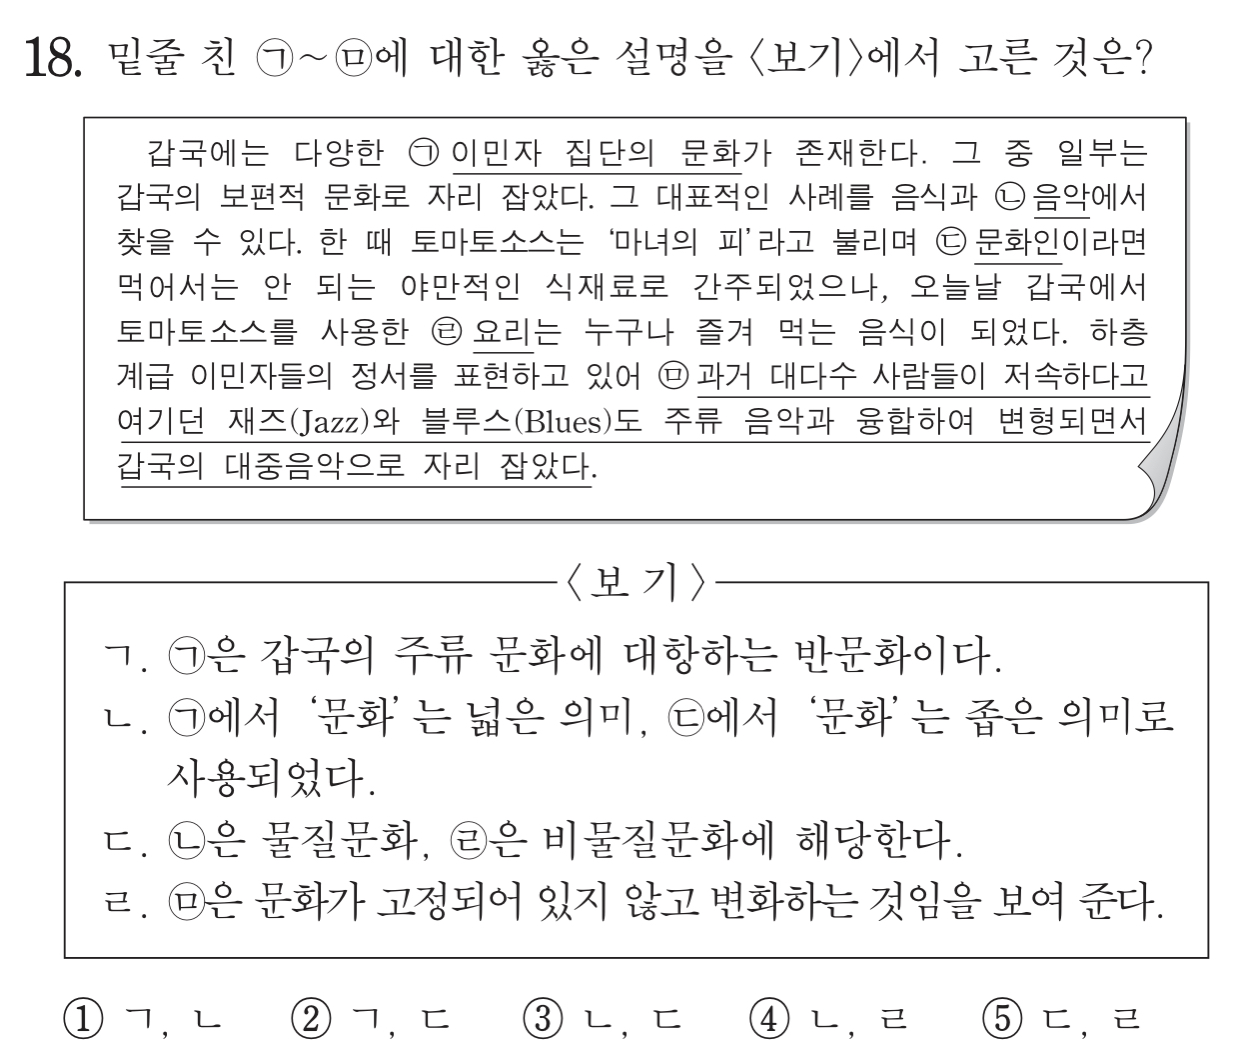 18. 밑줄 친 ㉠~㉤에 대한 옳은 설명을 〈보기〉에서 고른 것은?
갑국에는 다양한 ㉠이민자 집단의 문화가 존재한다. 그 중 일부는
갑국의 보편적 문화로 자리 잡았다. 그 대표적인 사례를 음식과 ㉡음악에서
찾을 수 있다. 한 때 토마토소스는 ‘마녀의 피’라고 불리며 ㉢문화인이라면
먹어서는 안 되는 야만적인 식재료로 간주되었으나, 오늘날 갑국에서
토마토소스를 사용한 ㉣요리는 누구나 즐겨 먹는 음식이 되었다. 하층
계급 이민자들의 정서를 표현하고 있어 ㉤과거 대다수 사람들이 저속하다고
여기던 재즈(Jazz)와 블루스(Blues)도 주류 음악과 융합하여 변형되면서
갑국의 대중음악으로 자리 잡았다.
〈보기〉
ㄱ. ㉠은 갑국의 주류 문화에 대항하는 반문화이다.
ㄴ. ㉠에서 ‘문화’는 넓은 의미, ㉢에서 ‘문화’는 좁은 의미로
사용되었다.
ㄷ. ㉡은 물질문화, ㉣은 비물질문화에 해당한다.
ㄹ. ㉤은 문화가 고정되어 있지 않고 변화하는 것임을 보여 준다.
① ㄱ, ㄴ ② ㄱ, ㄷ ③ ㄴ, ㄷ ④ ㄴ, ㄹ ⑤ ㄷ, ㄹ